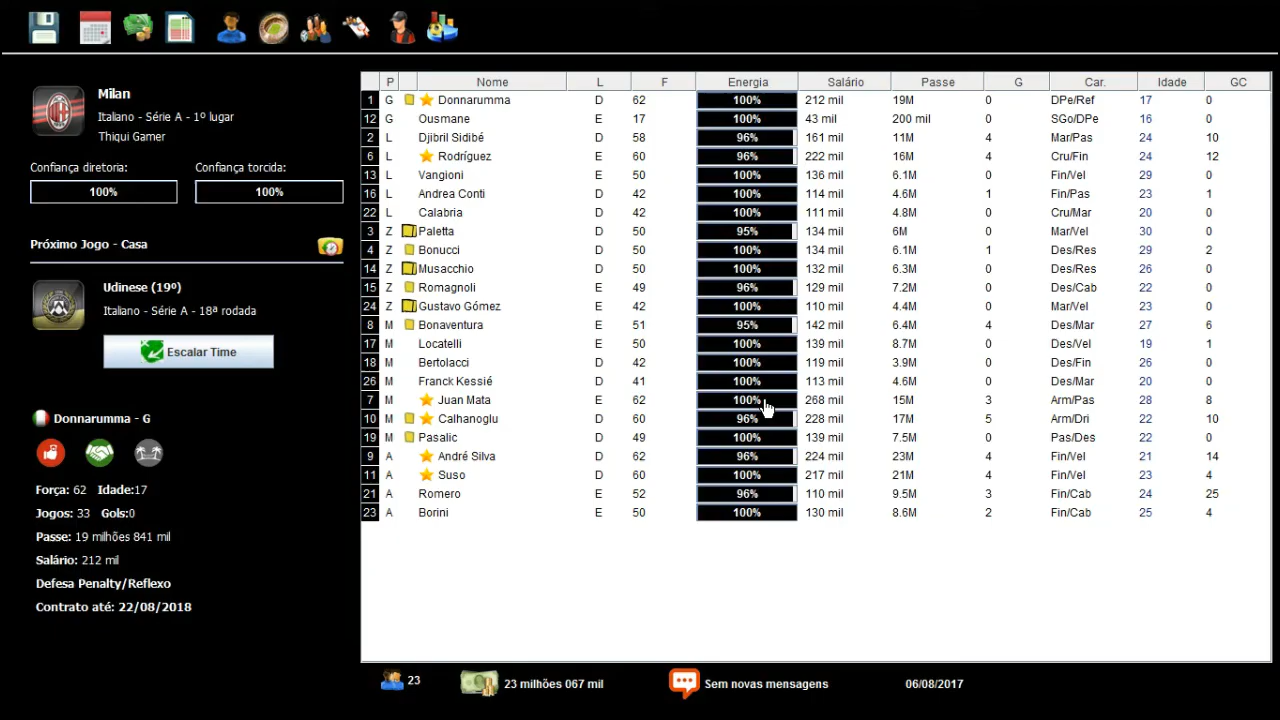 Milan
Italiano - Série A - 1º lugar
Thiqui Gamer
Confiança diretoria: Confiança torcida:
100% 100%
Próximo Jogo - Casa
Udinese (19º)
Italiano - Série A - 18ª rodada
Escalar Time
Donnarumma - G
Força: 62 Idade:17
Jogos: 33 Gols:0
Passe: 19 milhões 841 mil
Salário: 212 mil
Defesa Penalty/Reflexo
Contrato até: 22/08/2018
P Nome L F Energia Salário Passe G Car. Idade GC
1 G Donnarumma D 62 100% 212 mil 19M 0 DPe/Ref 17 0
12 G Ousmane E 17 100% 43 mil 200 mil 0 SGo/DPe 16 0
2 L Djibril Sidibé D 58 96% 161 mil 11M 4 Mar/Pas 24 10
6 L Rodríguez E 60 96% 222 mil 16M 4 Cru/Fin 24 12
13 L Vangioni E 50 100% 136 mil 6.1M 0 Fin/Vel 29 0
16 L Andrea Conti D 42 100% 114 mil 4.6M 1 Fin/Pas 23 1
22 L Calabria D 42 100% 111 mil 4.8M 0 Cru/Mar 20 0
3 Z Paletta D 50 95% 134 mil 6M 0 Mar/Vel 30 0
4 Z Bonucci D 50 100% 134 mil 6.1M 1 Des/Res 29 2
14 Z Musacchio D 50 100% 132 mil 6.3M 0 Des/Res 26 0
15 Z Romagnoli E 49 96% 129 mil 7.2M 0 Des/Cab 22 0
24 Z Gustavo Gómez E 42 100% 110 mil 4.4M 0 Mar/Vel 23 0
8 M Bonaventura E 51 95% 142 mil 6.4M 4 Des/Mar 27 6
17 M Locatelli E 50 100% 139 mil 8.7M 0 Des/Vel 19 1
18 M Bertolacci D 42 100% 119 mil 3.9M 0 Des/Fin 26 0
26 M Franck Kessié D 41 100% 113 mil 4.6M 0 Des/Mar 20 0
7 M Juan Mata E 62 100% 268 mil 15M 3 Arm/Pas 28 8
10 M Calhanoglu D 60 96% 228 mil 17M 5 Arm/Dri 22 10
19 M Pasalic D 49 100% 139 mil 7.5M 0 Pas/Des 22 0
9 A André Silva D 62 96% 224 mil 23M 4 Fin/Vel 21 14
11 A Suso D 60 100% 217 mil 21M 4 Fin/Vel 23 4
21 A Romero E 52 96% 110 mil 9.5M 3 Fin/Cab 24 25
23 A Borini E 50 100% 130 mil 8.6M 2 Fin/Cab 25 4
23 23 milhões 067 mil Sem novas mensagens 06/08/2017